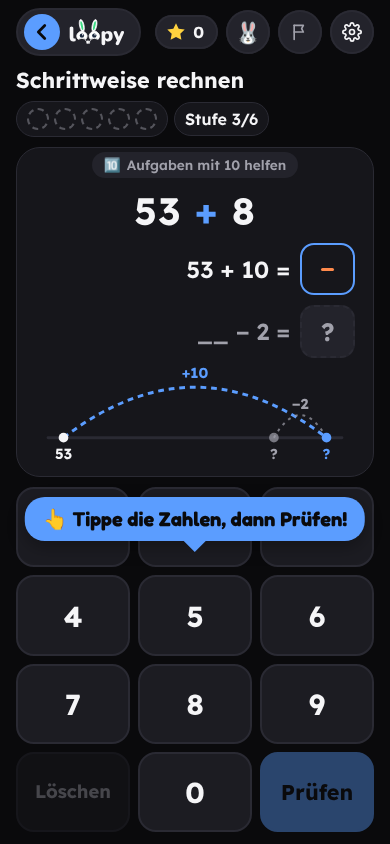 loopy
0
Schrittweise rechnen
Stufe 3/6
🔟 Aufgaben mit 10 helfen
53 + 8
53 + 10 = –
__ – 2 = ?
+10
–2
53
?
?
👆 Tippe die Zahlen, dann Prüfen!
4
5
6
7
8
9
Löschen
0
Prüfen